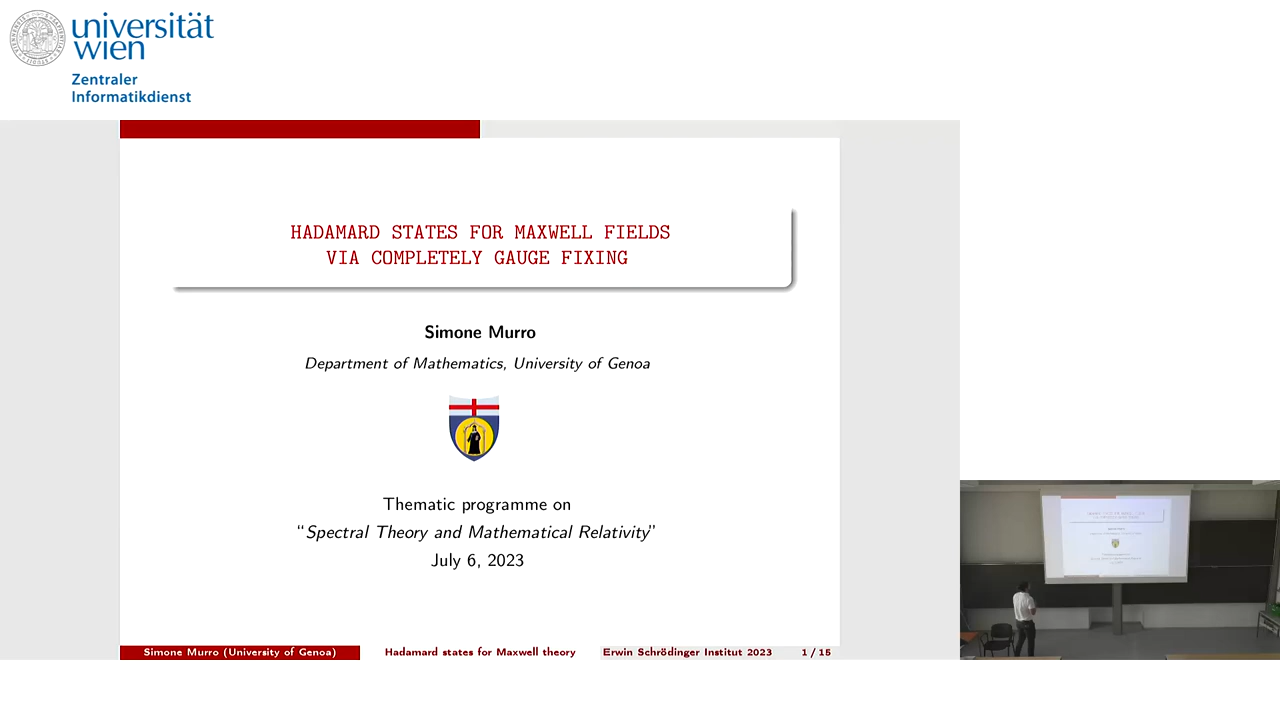 universität
wien
Zentraler
Informatikdienst
HADAMARD STATES FOR MAXWELL FIELDS
VIA COMPLETELY GAUGE FIXING
Simone Murro
Department of Mathematics, University of Genoa
Thematic programme on
“Spectral Theory and Mathematical Relativity”
July 6, 2023
Simone Murro (University of Genoa)
Hadamard states for Maxwell theory
Erwin Schrödinger Institut 2023
1 / 15